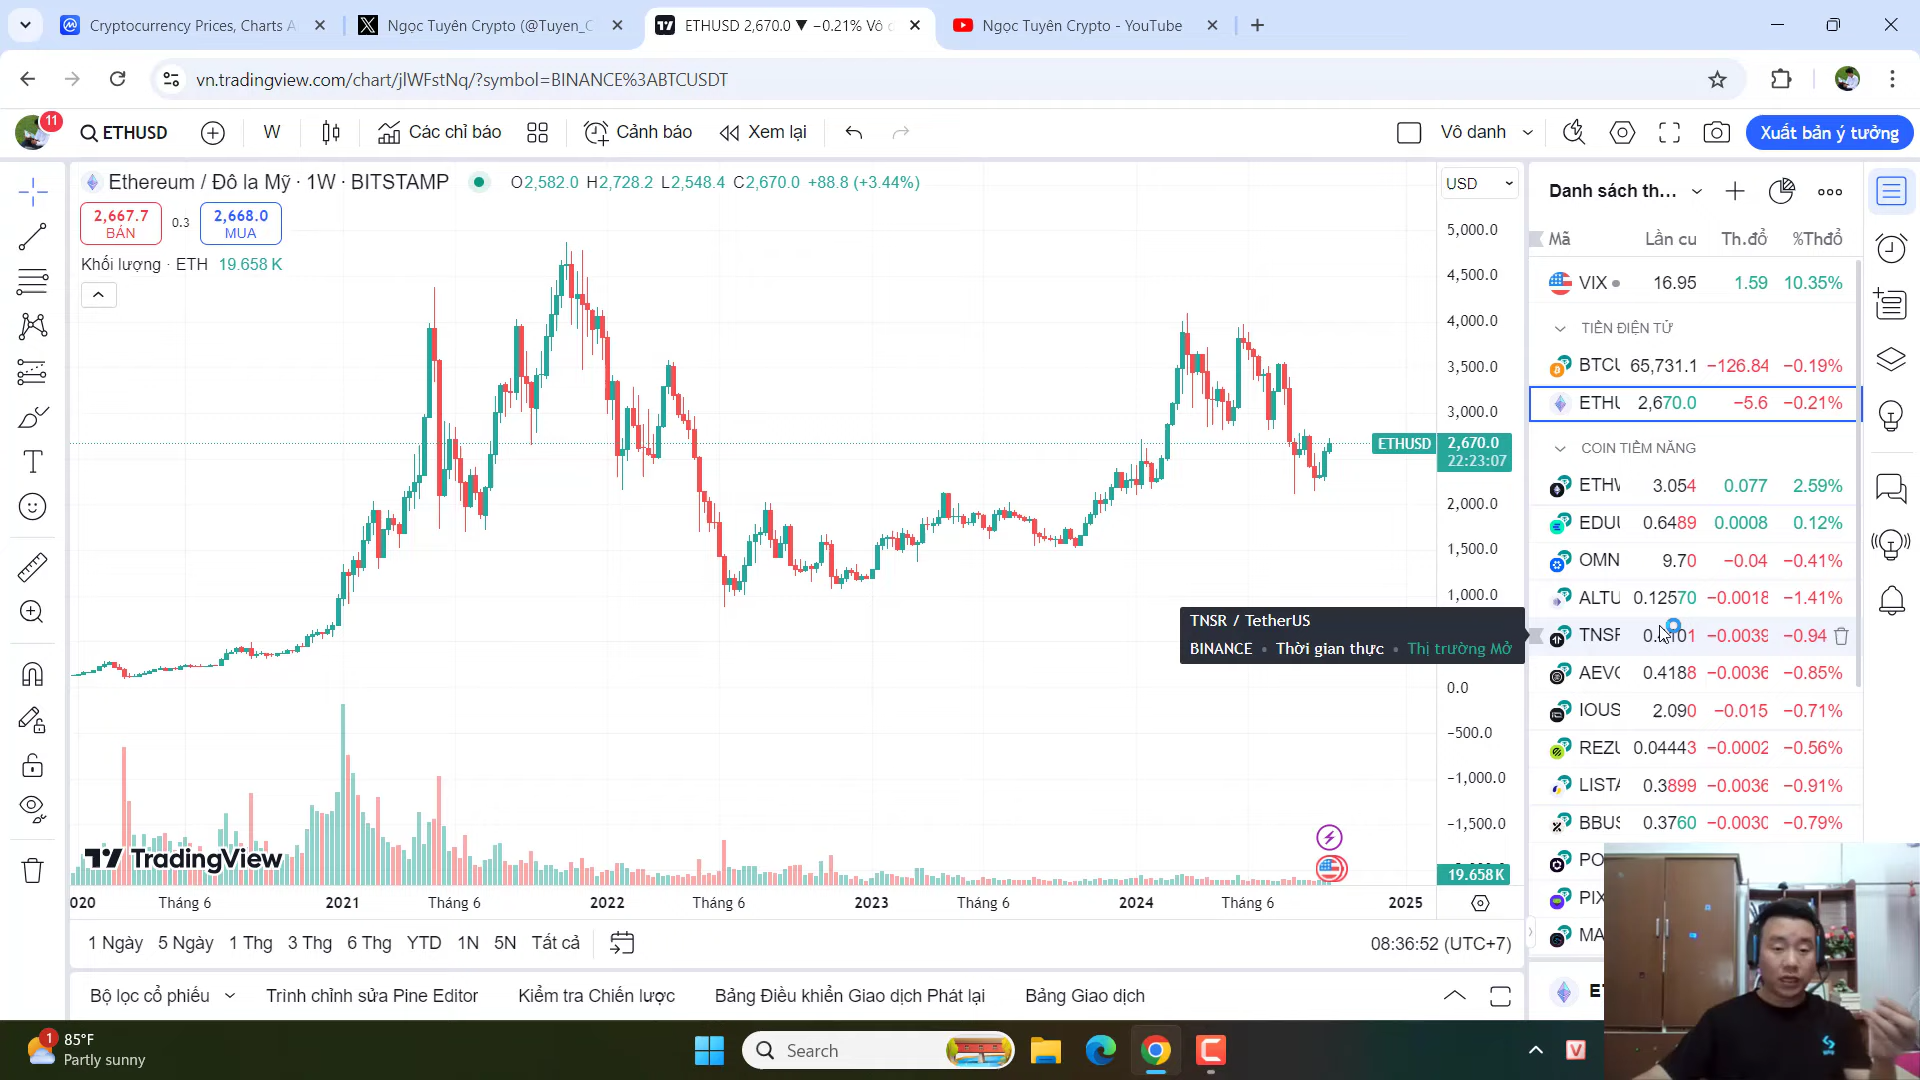 Cryptocurrency Prices, Charts A
Ngọc Tuyên Crypto (@Tuyen_C
ETHUSD 2,670.0 ▼ −0.21% Vô d
Ngọc Tuyên Crypto - YouTube
vn.tradingview.com/chart/jlWFstNq/?symbol=BINANCE%3ABTCUSDT
11
ETHUSD
W
Các chỉ báo
Cảnh báo
Xem lại
Vô danh
Xuất bản ý tưởng
Ethereum / Đô la Mỹ · 1W · BITSTAMP
O2,582.0 H2,728.2 L2,548.4 C2,670.0 +88.8 (+3.44%)
2,667.7
BÁN
0.3
2,668.0
MUA
Khối lượng · ETH 19.658 K
USD
5,000.0
4,500.0
4,000.0
3,500.0
3,000.0
ETHUSD 2,670.0
22:23:07
2,000.0
1,500.0
1,000.0
0.0
−500.0
−1,000.0
−1,500.0
19.658 K
TNSR / TetherUS
BINANCE • Thời gian thực • Thị trường Mở
TradingView
020 Tháng 6 2021 Tháng 6 2022 Tháng 6 2023 Tháng 6 2024 Tháng 6 2025
1 Ngày 5 Ngày 1 Thg 3 Thg 6 Thg YTD 1N 5N Tất cả
08:36:52 (UTC+7)
Bộ lọc cổ phiếu Trình chỉnh sửa Pine Editor Kiểm tra Chiến lược Bảng Điều khiển Giao dịch Phát lại Bảng Giao dịch
Danh sách th...
Mã Lần cu Th.đổ %Thđổ
VIX 16.95 1.59 10.35%
TIỀN ĐIỆN TỬ
BTCU 65,731.1 −126.84 −0.19%
ETHU 2,670.0 −5.6 −0.21%
COIN TIỀM NĂNG
ETHW 3.054 0.077 2.59%
EDUU 0.6489 0.0008 0.12%
OMN 9.70 −0.04 −0.41%
ALTU 0.12570 −0.0018 −1.41%
TNSR −0.0039 −0.94
AEVO 0.4188 −0.0036 −0.85%
IOUS 2.090 −0.015 −0.71%
REZU 0.04443 −0.0002 −0.56%
LISTA 0.3899 −0.0036 −0.91%
BBUS 0.3760 −0.0030 −0.79%
PO
PIX
MA
1
85°F
Partly sunny
Search